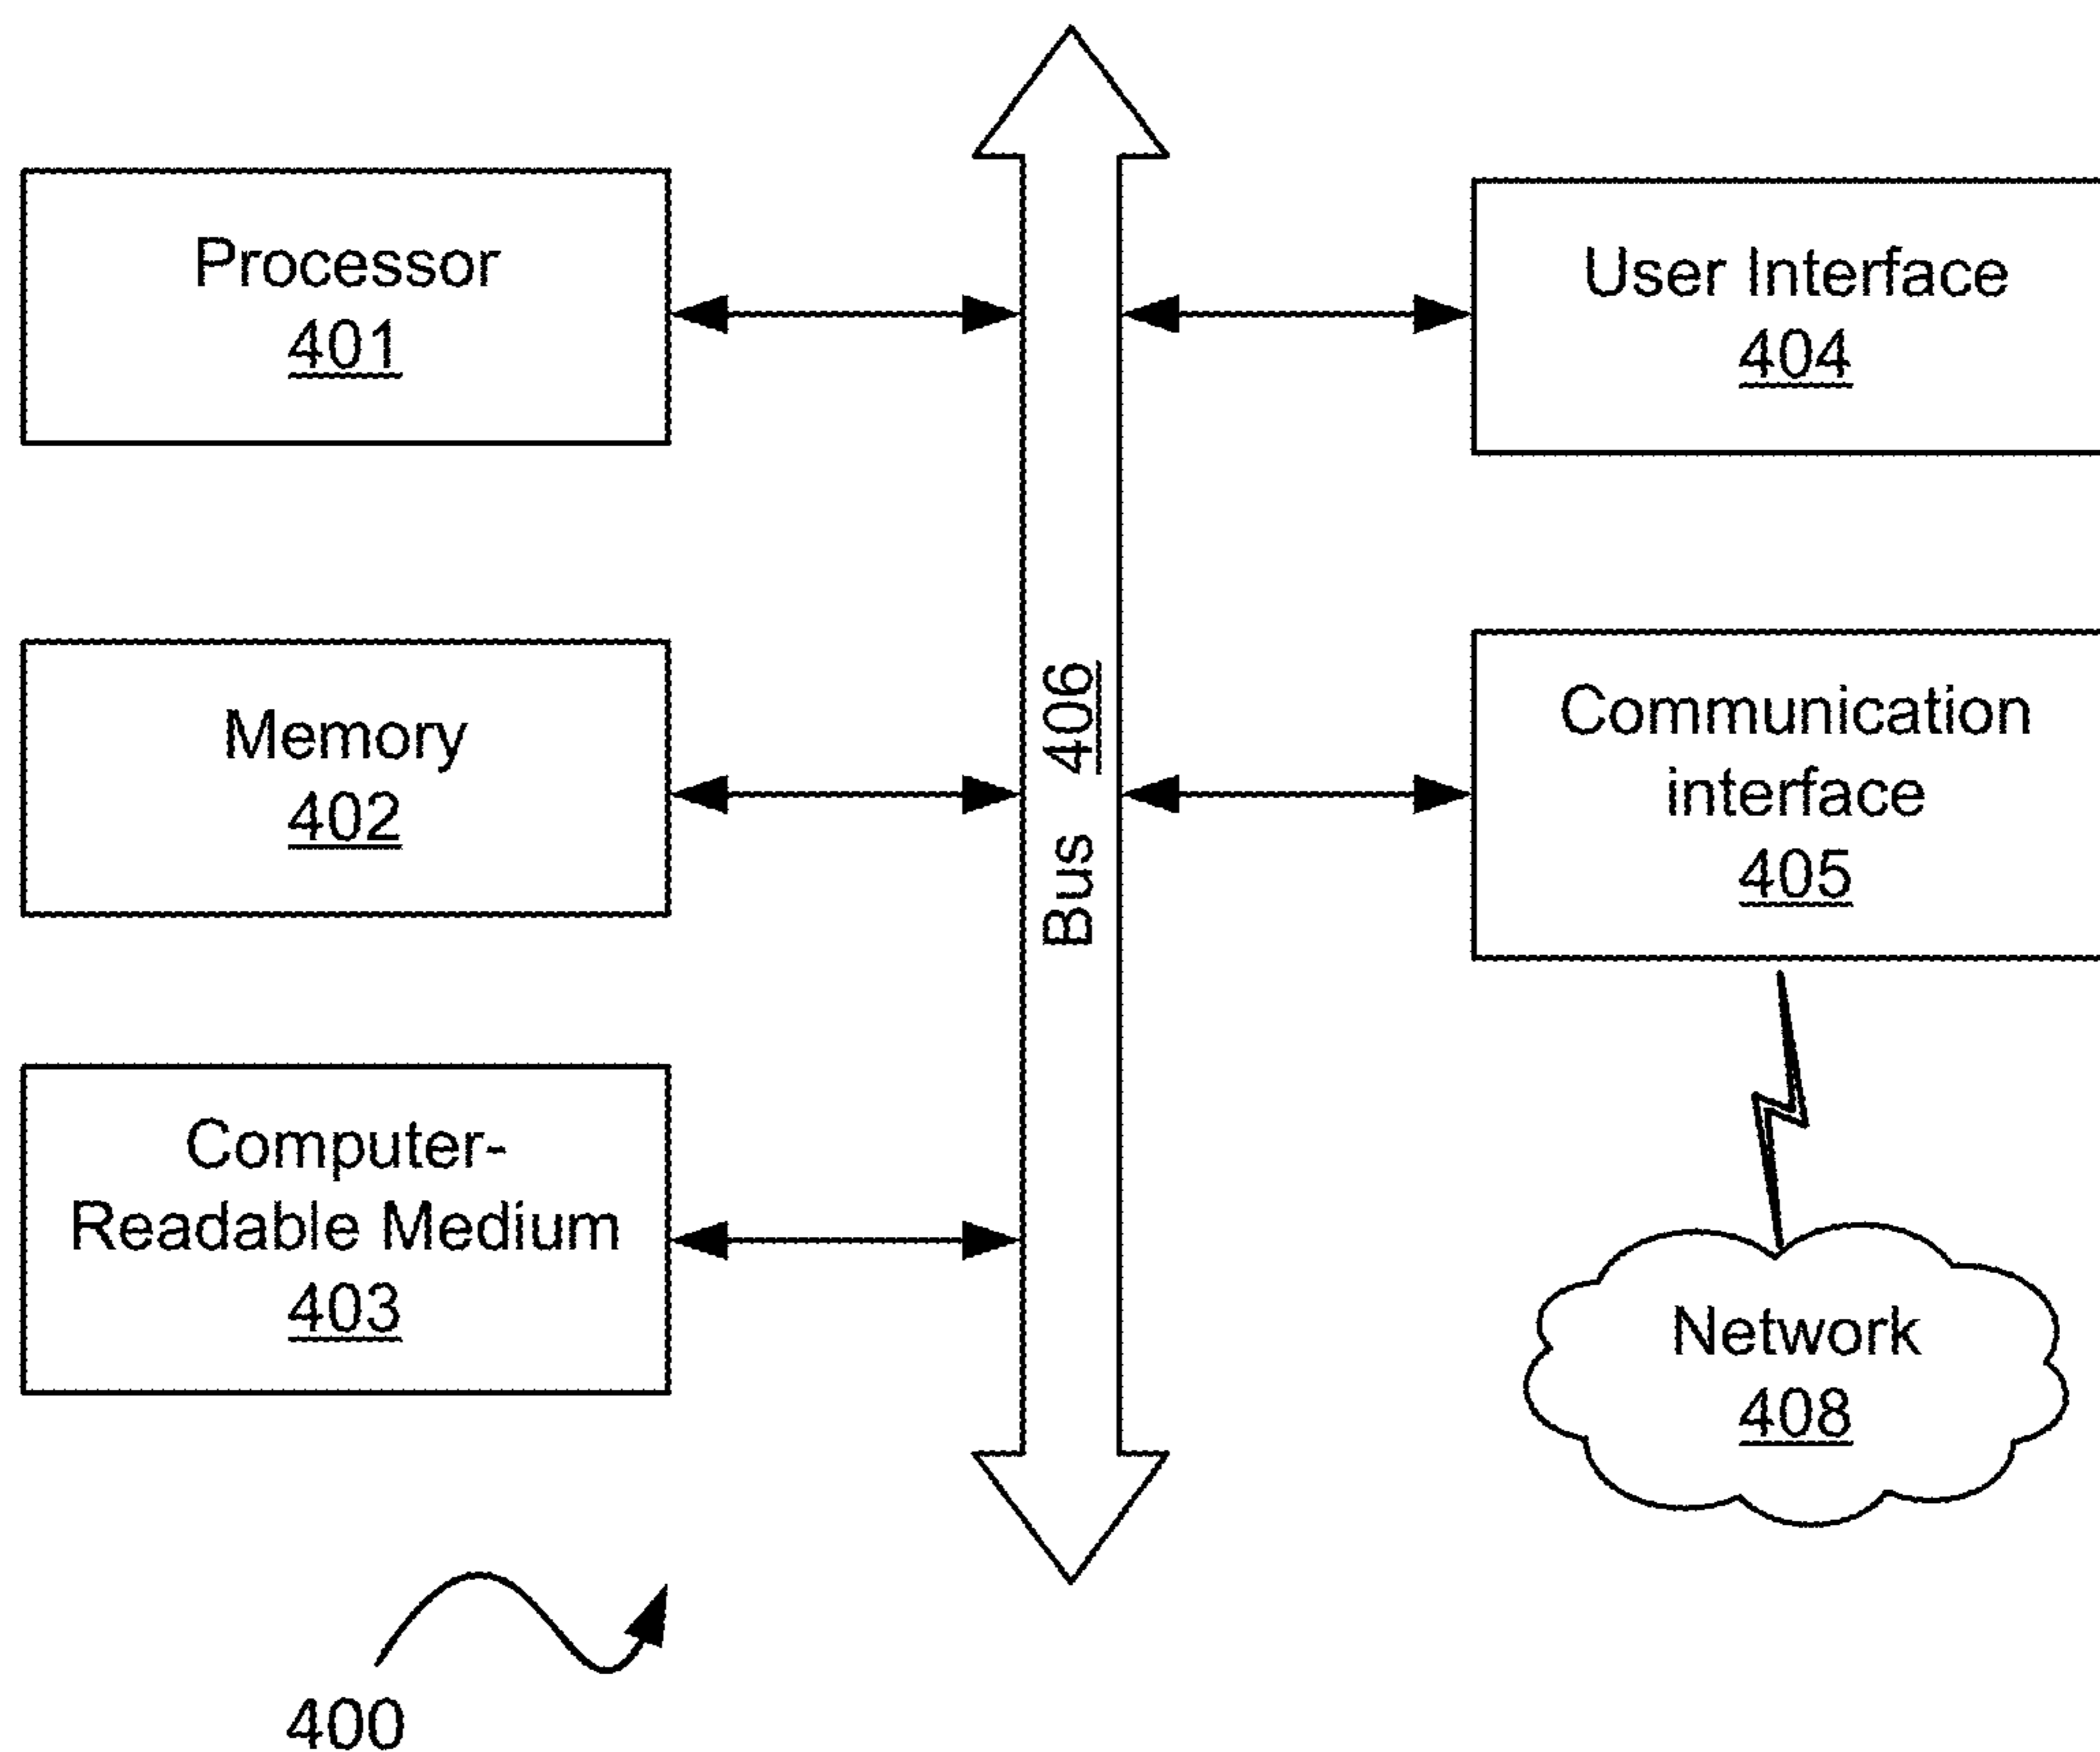 Processor
401
User Interface
404
Memory
402
Bus 406
Communication
interface
405
Computer-
Readable Medium
403
Network
408
400